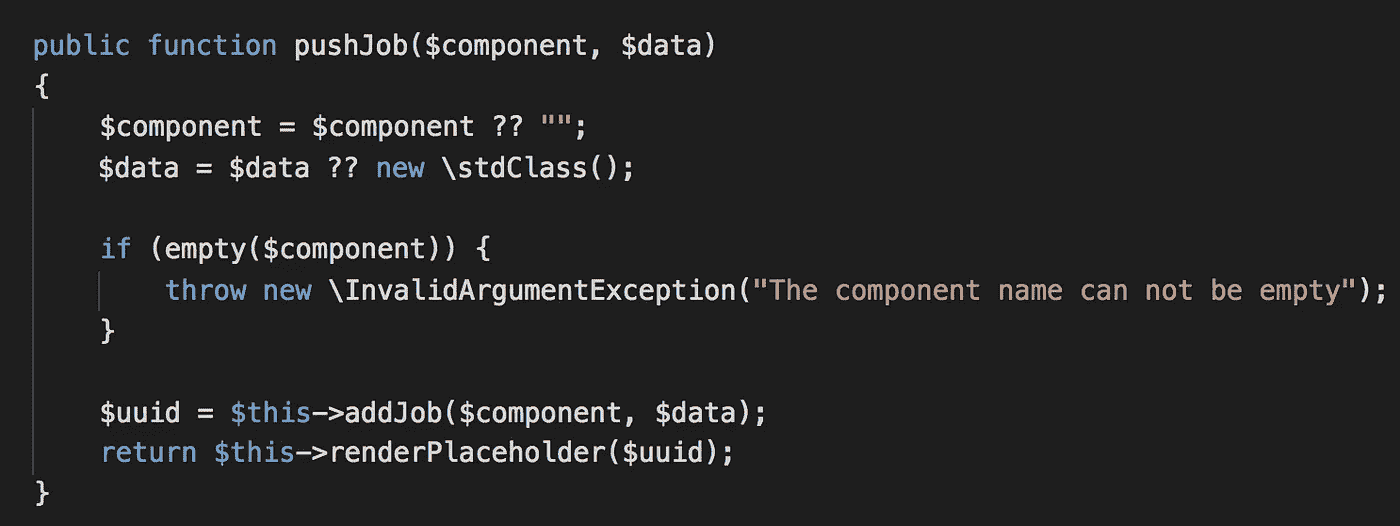 public function pushJob($component, $data)
{
    $component = $component ?? "";
    $data = $data ?? new \stdClass();

    if (empty($component)) {
        throw new \InvalidArgumentException("The component name can not be empty");
    }

    $uuid = $this->addJob($component, $data);
    return $this->renderPlaceholder($uuid);
}